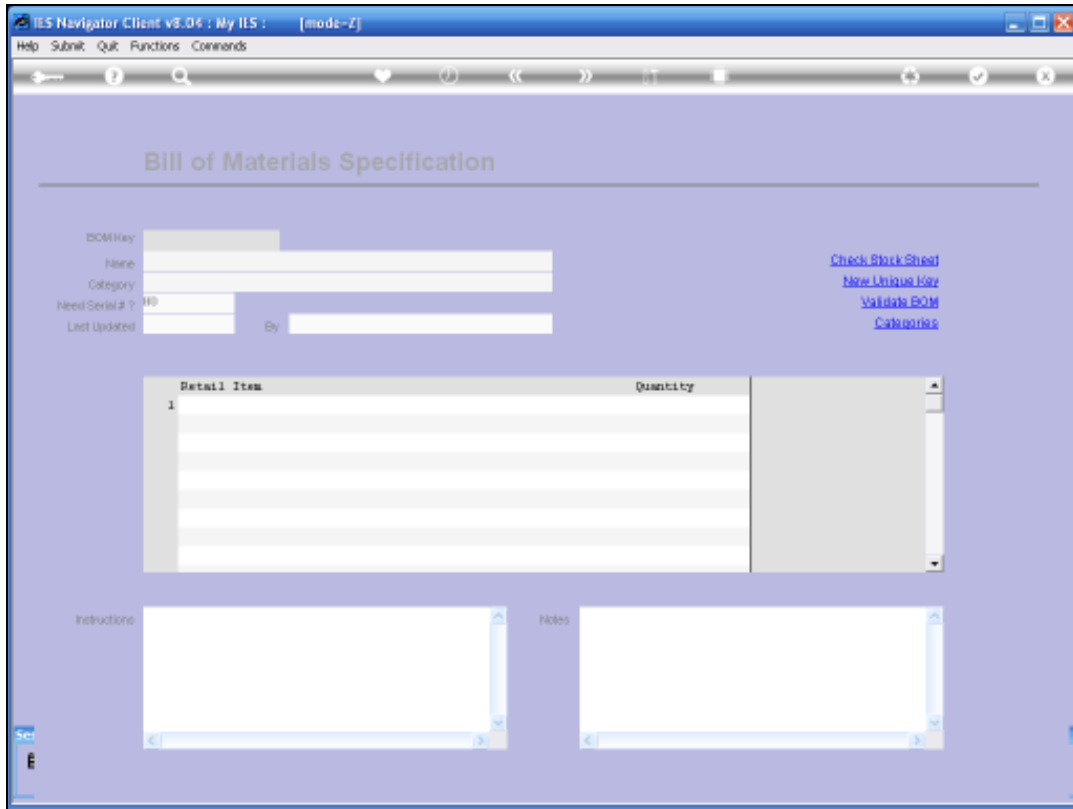 IES Navigator Client v8.04 : My IES : [mode=Z]
Help Submit Quit Functions Commands
Bill of Materials Specification
BOM Key
Name
Category
Need Serial # ? NO
Last Updated By
Check Stock Sheet
New Unique Key
Validate BOM
Categories
Retail Item Quantity
1
Instructions Notes